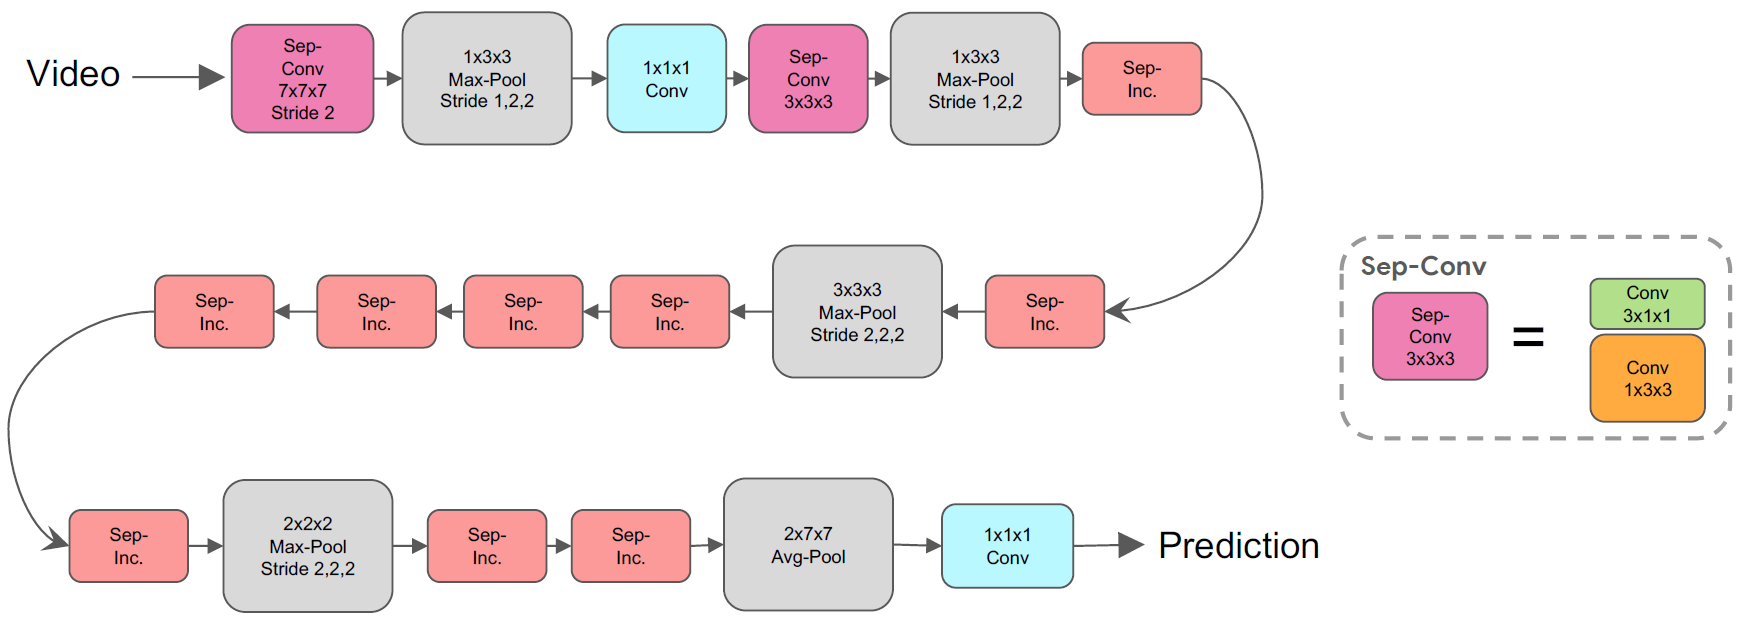 Video
Sep-
Conv
7x7x7
Stride 2
1x3x3
Max-Pool
Stride 1,2,2
1x1x1
Conv
Sep-
Conv
3x3x3
1x3x3
Max-Pool
Stride 1,2,2
Sep-
Inc.
Sep-
Inc.
3x3x3
Max-Pool
Stride 2,2,2
Sep-
Inc.
Sep-
Inc.
Sep-
Inc.
Sep-
Inc.
Sep-
Inc.
2x2x2
Max-Pool
Stride 2,2,2
Sep-
Inc.
Sep-
Inc.
2x7x7
Avg-Pool
1x1x1
Conv
Prediction
Sep-Conv
Sep-
Conv
3x3x3
=
Conv
3x1x1
Conv
1x3x3